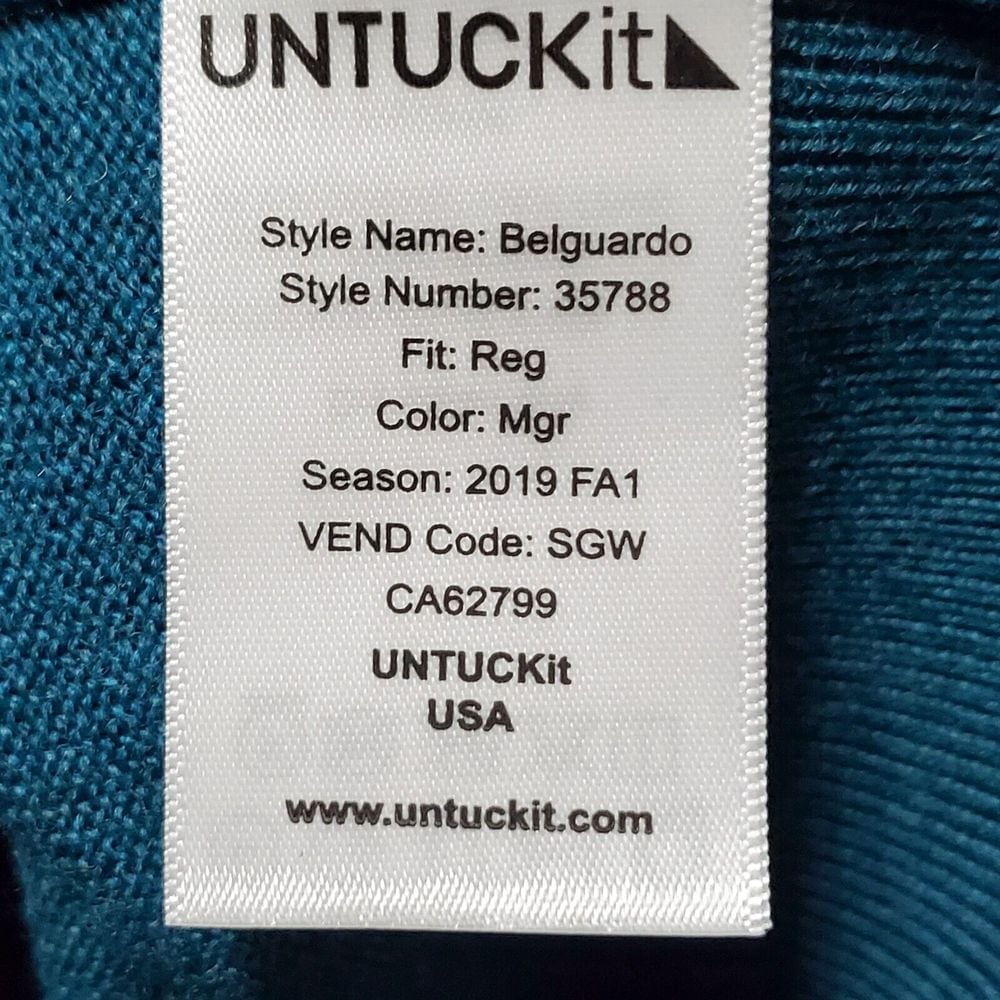 UNTUCKit
Style Name: Belguardo
Style Number: 35788
Fit: Reg
Color: Mgr
Season: 2019 FA1
VEND Code: SGW
CA62799
UNTUCKit
USA
www.untuckit.com